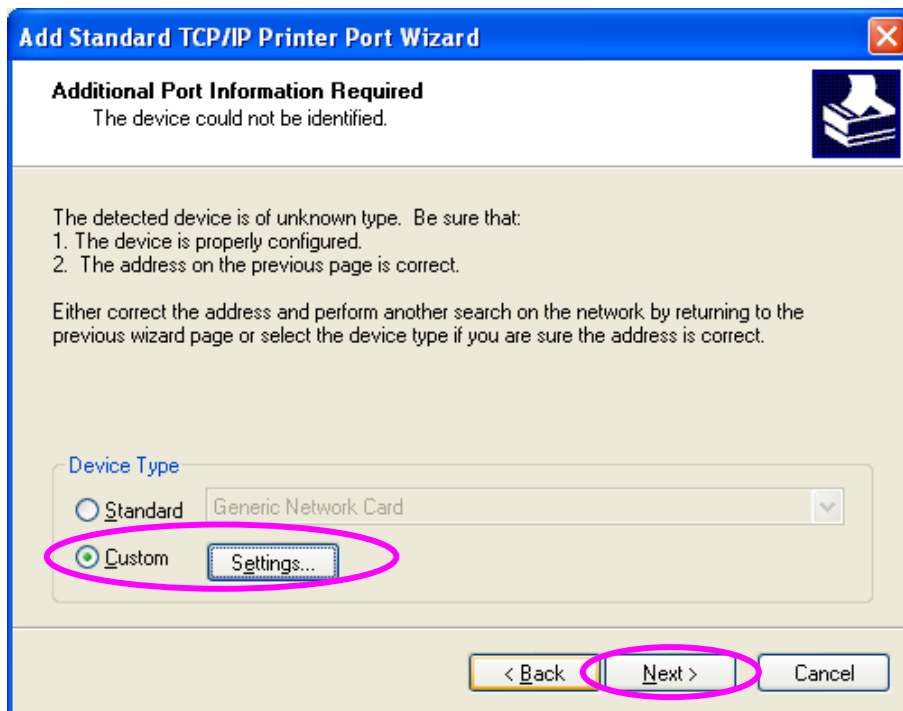 Add Standard TCP/IP Printer Port Wizard
Additional Port Information Required
The device could not be identified.
The detected device is of unknown type. Be sure that:
1. The device is properly configured.
2. The address on the previous page is correct.
Either correct the address and perform another search on the network by returning to the
previous wizard page or select the device type if you are sure the address is correct.
Device Type
Standard Generic Network Card
Custom Settings...
< Back Next > Cancel